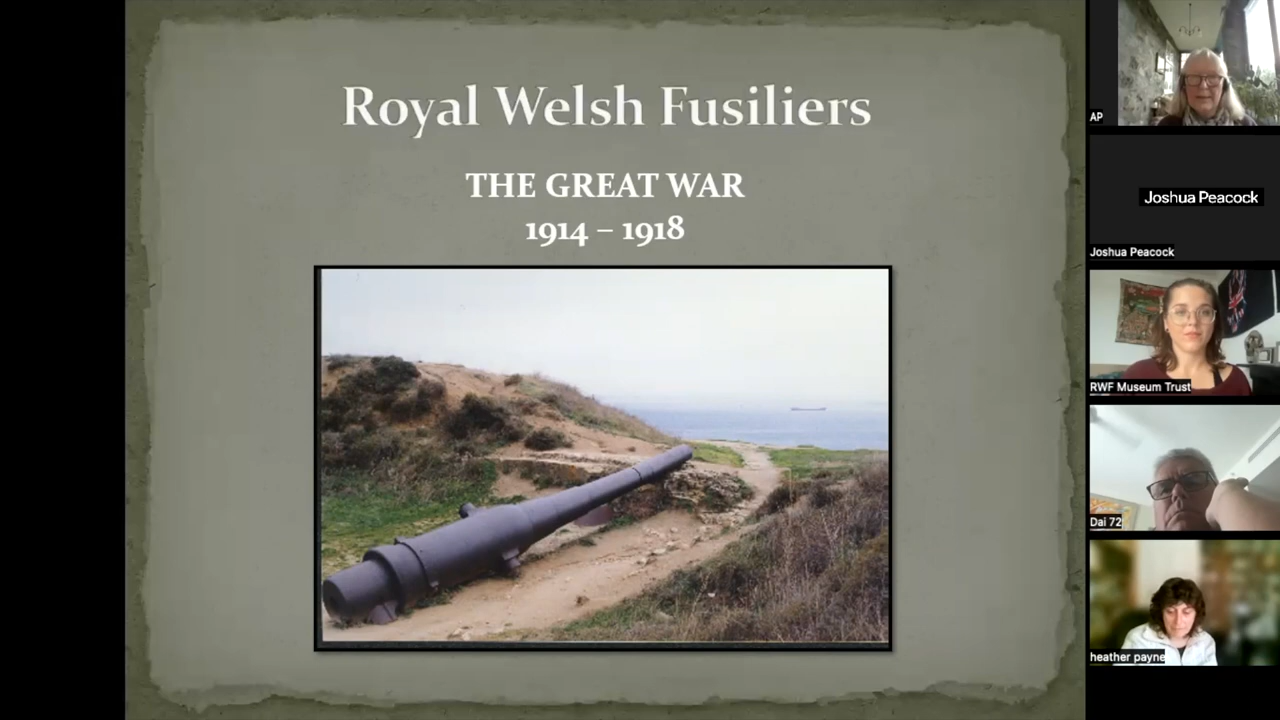 Royal Welsh Fusiliers
THE GREAT WAR
1914 – 1918
AP
Joshua Peacock
Joshua Peacock
RWF Museum Trust
Dai 72
heather payne